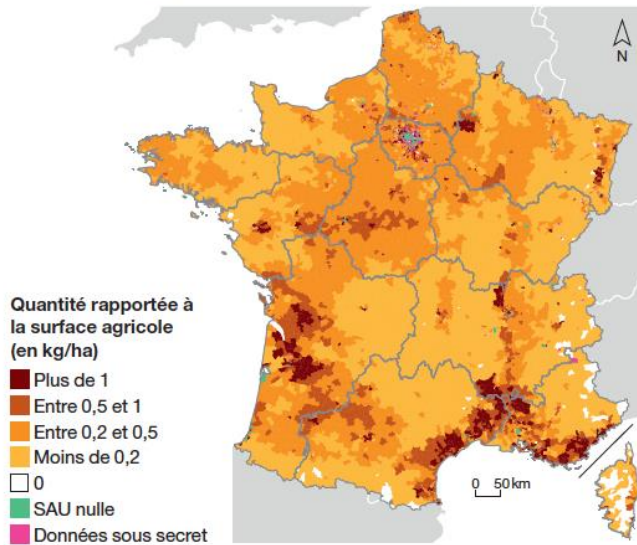 N
Quantité rapportée à
la surface agricole
(en kg/ha)
Plus de 1
Entre 0,5 et 1
Entre 0,2 et 0,5
Moins de 0,2
0
SAU nulle
Données sous secret
0 50 km